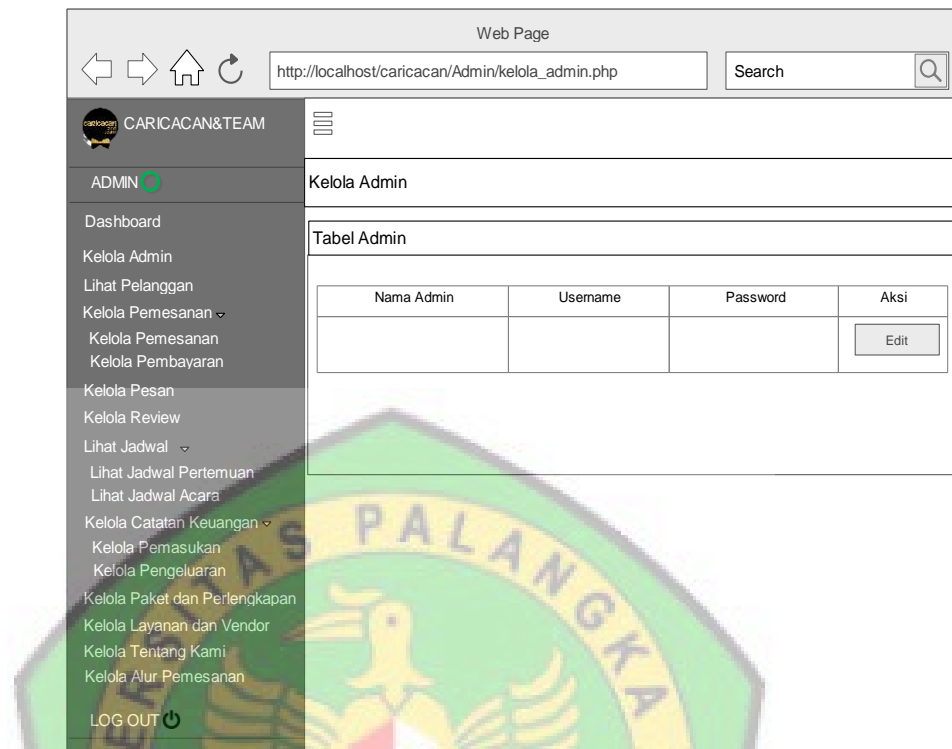 Web Page
http://localhost/caricacan/Admin/kelola_admin.php
Search
CARICACAN&TEAM
ADMIN
Dashboard
Kelola Admin
Lihat Pelanggan
Kelola Pemesanan
Kelola Pemesanan
Kelola Pembayaran
Kelola Pesan
Kelola Review
Lihat Jadwal
Lihat Jadwal Pertemuan
Lihat Jadwal Acara
Kelola Catatan Keuangan
Kelola Pemasukan
Kelola Pengeluaran
Kelola Paket dan Perlengkapan
Kelola Layanan dan Vendor
Kelola Tentang Kami
Kelola Alur Pemesanan
LOG OUT
Kelola Admin
Tabel Admin
Nama Admin Username Password Aksi
Edit
ERSITAS PALANGKA